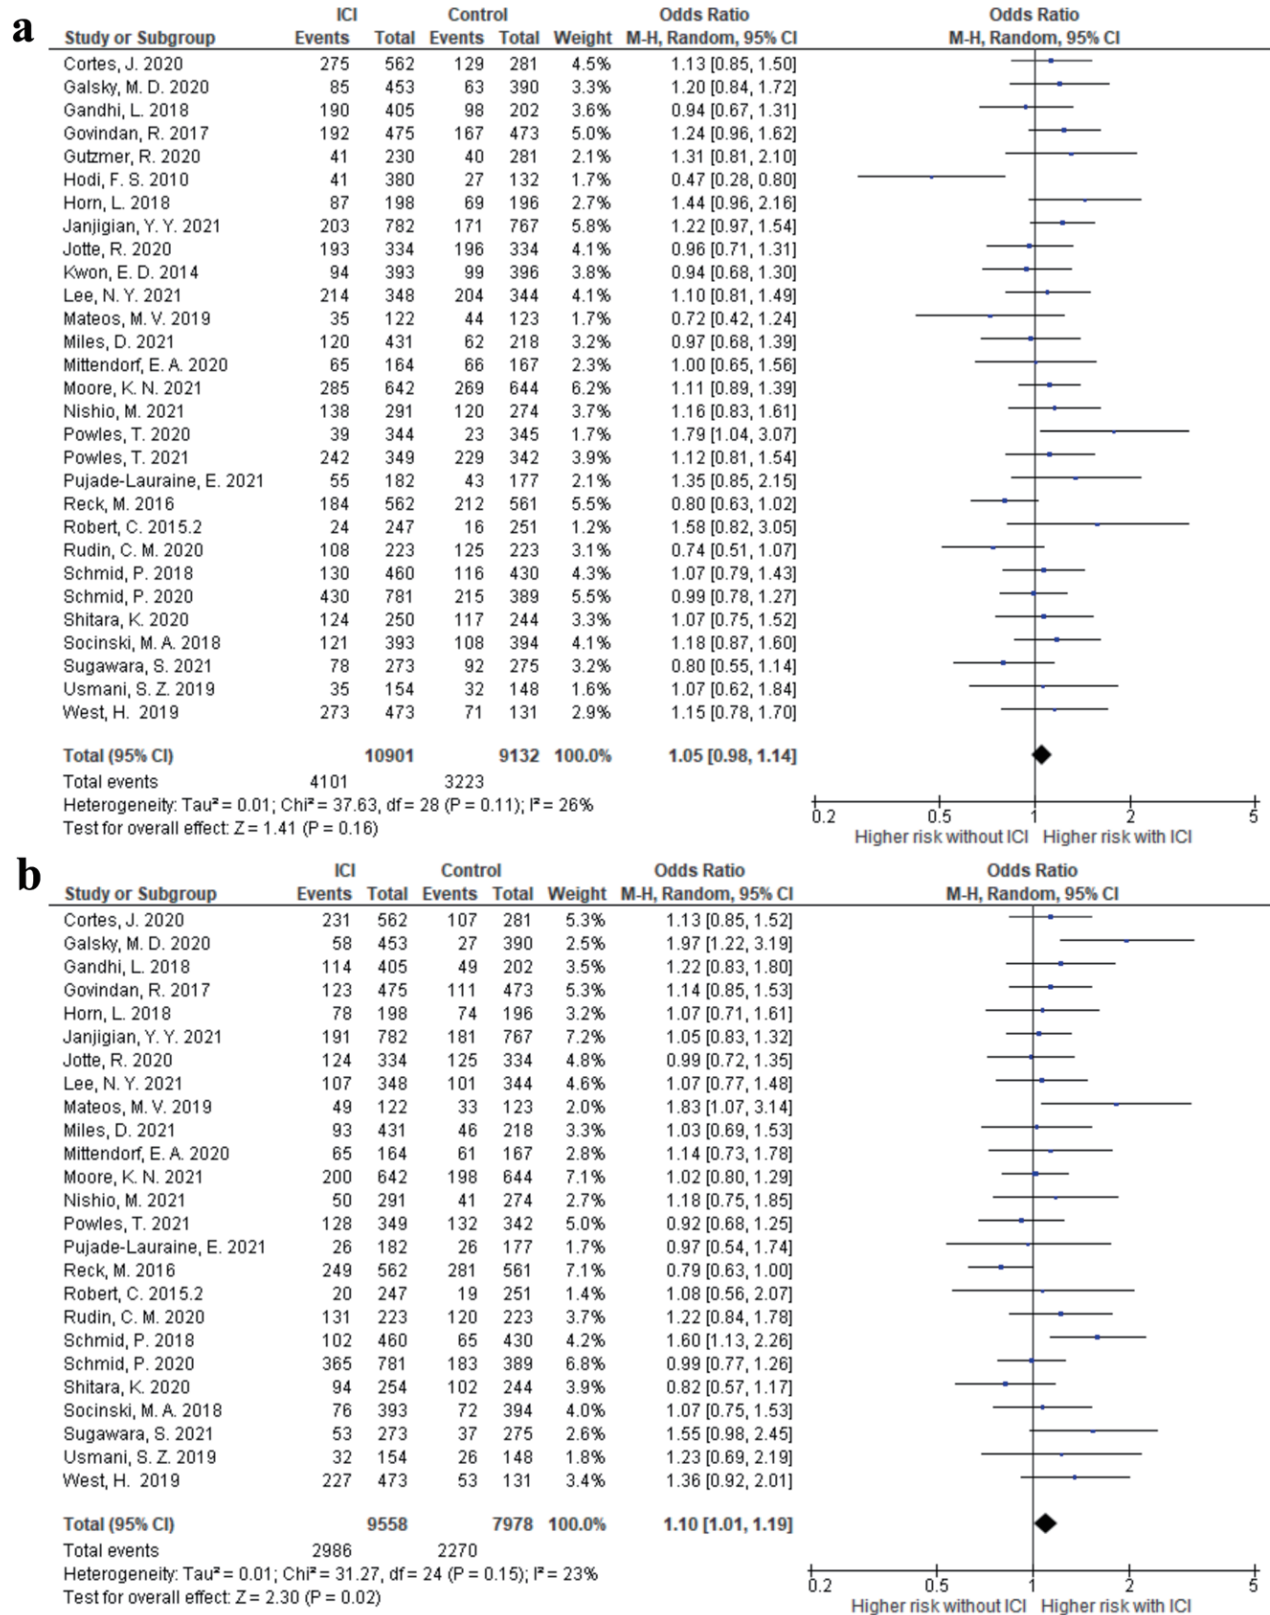 a
ICI Control Odds Ratio Odds Ratio
Study or Subgroup Events Total Events Total Weight M-H, Random, 95% CI M-H, Random, 95% CI
Cortes, J. 2020 275 562 129 281 4.5% 1.13 [0.85, 1.50]
Galsky, M. D. 2020 85 453 63 390 3.3% 1.20 [0.84, 1.72]
Gandhi, L. 2018 190 405 98 202 3.6% 0.94 [0.67, 1.31]
Govindan, R. 2017 192 475 167 473 5.0% 1.24 [0.96, 1.62]
Gutzmer, R. 2020 41 230 40 281 2.1% 1.31 [0.81, 2.10]
Hodi, F. S. 2010 41 380 27 132 1.7% 0.47 [0.28, 0.80]
Horn, L. 2018 87 198 69 196 2.7% 1.44 [0.96, 2.16]
Janjigian, Y. Y. 2021 203 782 171 767 5.8% 1.22 [0.97, 1.54]
Jotte, R. 2020 193 334 196 334 4.1% 0.96 [0.71, 1.31]
Kwon, E. D. 2014 94 393 99 396 3.8% 0.94 [0.68, 1.30]
Lee, N. Y. 2021 214 348 204 344 4.1% 1.10 [0.81, 1.49]
Mateos, M. V. 2019 35 122 44 123 1.7% 0.72 [0.42, 1.24]
Miles, D. 2021 120 431 62 218 3.2% 0.97 [0.68, 1.39]
Mittendorf, E. A. 2020 65 164 66 167 2.3% 1.00 [0.65, 1.56]
Moore, K. N. 2021 285 642 269 644 6.2% 1.11 [0.89, 1.39]
Nishio, M. 2021 138 291 120 274 3.7% 1.16 [0.83, 1.61]
Powles, T. 2020 39 344 23 345 1.7% 1.79 [1.04, 3.07]
Powles, T. 2021 242 349 229 342 3.9% 1.12 [0.81, 1.54]
Pujade-Lauraine, E. 2021 55 182 43 177 2.1% 1.35 [0.85, 2.15]
Reck, M. 2016 184 562 212 561 5.5% 0.80 [0.63, 1.02]
Robert, C. 2015.2 24 247 16 251 1.2% 1.58 [0.82, 3.05]
Rudin, C. M. 2020 108 223 125 223 3.1% 0.74 [0.51, 1.07]
Schmid, P. 2018 130 460 116 430 4.3% 1.07 [0.79, 1.43]
Schmid, P. 2020 430 781 215 389 5.5% 0.99 [0.78, 1.27]
Shitara, K. 2020 124 250 117 244 3.3% 1.07 [0.75, 1.52]
Socinski, M. A. 2018 121 393 108 394 4.1% 1.18 [0.87, 1.60]
Sugawara, S. 2021 78 273 92 275 3.2% 0.80 [0.55, 1.14]
Usmani, S. Z. 2019 35 154 32 148 1.6% 1.07 [0.62, 1.84]
West, H. 2019 273 473 71 131 2.9% 1.15 [0.78, 1.70]
Total (95% CI) 10901 9132 100.0% 1.05 [0.98, 1.14]
Total events 4101 3223
Heterogeneity: Tau² = 0.01; Chi² = 37.63, df = 28 (P = 0.11); I² = 26%
Test for overall effect: Z = 1.41 (P = 0.16)
0.2 0.5 1 2 5
Higher risk without ICI Higher risk with ICI
b
ICI Control Odds Ratio Odds Ratio
Study or Subgroup Events Total Events Total Weight M-H, Random, 95% CI M-H, Random, 95% CI
Cortes, J. 2020 231 562 107 281 5.3% 1.13 [0.85, 1.52]
Galsky, M. D. 2020 58 453 27 390 2.5% 1.97 [1.22, 3.19]
Gandhi, L. 2018 114 405 49 202 3.5% 1.22 [0.83, 1.80]
Govindan, R. 2017 123 475 111 473 5.3% 1.14 [0.85, 1.53]
Horn, L. 2018 78 198 74 196 3.2% 1.07 [0.71, 1.61]
Janjigian, Y. Y. 2021 191 782 181 767 7.2% 1.05 [0.83, 1.32]
Jotte, R. 2020 124 334 125 334 4.8% 0.99 [0.72, 1.35]
Lee, N. Y. 2021 107 348 101 344 4.6% 1.07 [0.77, 1.48]
Mateos, M. V. 2019 49 122 33 123 2.0% 1.83 [1.07, 3.14]
Miles, D. 2021 93 431 46 218 3.3% 1.03 [0.69, 1.53]
Mittendorf, E. A. 2020 65 164 61 167 2.8% 1.14 [0.73, 1.78]
Moore, K. N. 2021 200 642 198 644 7.1% 1.02 [0.80, 1.29]
Nishio, M. 2021 50 291 41 274 2.7% 1.18 [0.75, 1.85]
Powles, T. 2021 128 349 132 342 5.0% 0.92 [0.68, 1.25]
Pujade-Lauraine, E. 2021 26 182 26 177 1.7% 0.97 [0.54, 1.74]
Reck, M. 2016 249 562 281 561 7.1% 0.79 [0.63, 1.00]
Robert, C. 2015.2 20 247 19 251 1.4% 1.08 [0.56, 2.07]
Rudin, C. M. 2020 131 223 120 223 3.6% 1.22 [0.84, 1.78]
Schmid, P. 2018 102 460 65 430 4.2% 1.60 [1.13, 2.26]
Schmid, P. 2020 365 781 183 389 6.8% 0.99 [0.77, 1.26]
Shitara, K. 2020 94 254 102 244 3.9% 0.82 [0.57, 1.17]
Socinski, M. A. 2018 76 393 72 394 4.0% 1.07 [0.75, 1.53]
Sugawara, S. 2021 53 273 37 275 2.6% 1.55 [0.98, 2.45]
Usmani, S. Z. 2019 32 154 26 148 1.8% 1.23 [0.69, 2.19]
West, H. 2019 227 473 53 131 3.4% 1.36 [0.92, 2.01]
Total (95% CI) 9558 7978 100.0% 1.10 [1.01, 1.19]
Total events 2986 2270
Heterogeneity: Tau² = 0.01; Chi² = 31.27, df = 24 (P = 0.15); I² = 23%
Test for overall effect: Z = 2.30 (P = 0.02)
0.2 0.5 1 2 5
Higher risk without ICI Higher risk with ICI